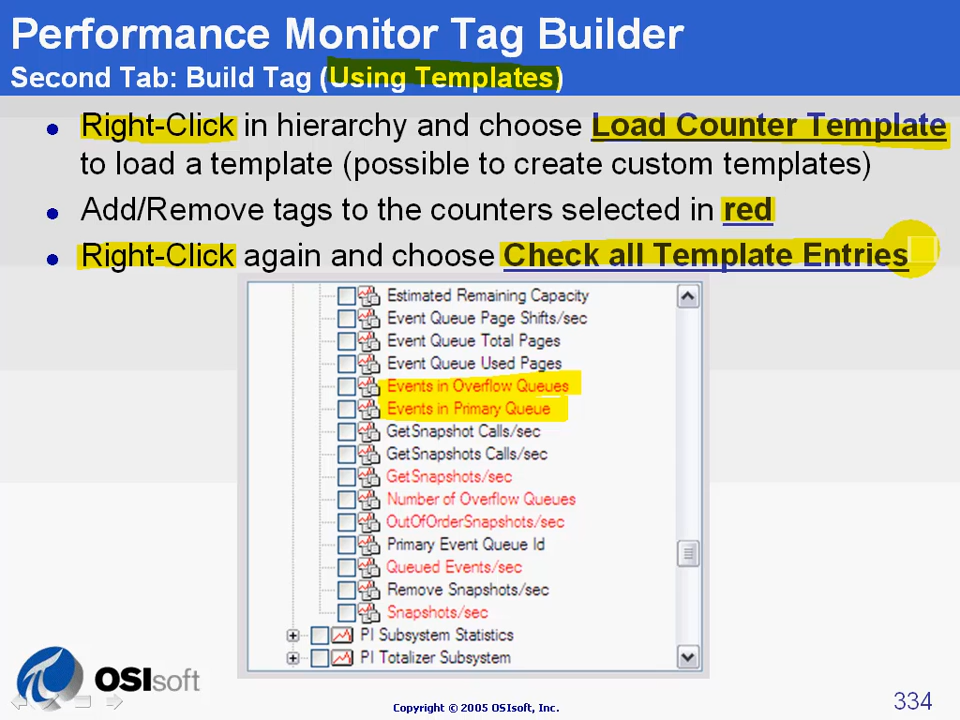 Performance Monitor Tag Builder
Second Tab: Build Tag (Using Templates)
Right-Click in hierarchy and choose Load Counter Template
to load a template (possible to create custom templates)
Add/Remove tags to the counters selected in red
Right-Click again and choose Check all Template Entries
Estimated Remaining Capacity
Event Queue Page Shifts/sec
Event Queue Total Pages
Event Queue Used Pages
Events in Overflow Queues
Events in Primary Queue
GetSnapshot Calls/sec
GetSnapshots Calls/sec
GetSnapshots/sec
Number of Overflow Queues
OutOfOrderSnapshots/sec
Primary Event Queue Id
Queued Events/sec
Remove Snapshots/sec
Snapshots/sec
PI Subsystem Statistics
PI Totalizer Subsystem
OSIsoft
Copyright © 2005 OSIsoft, Inc.
334